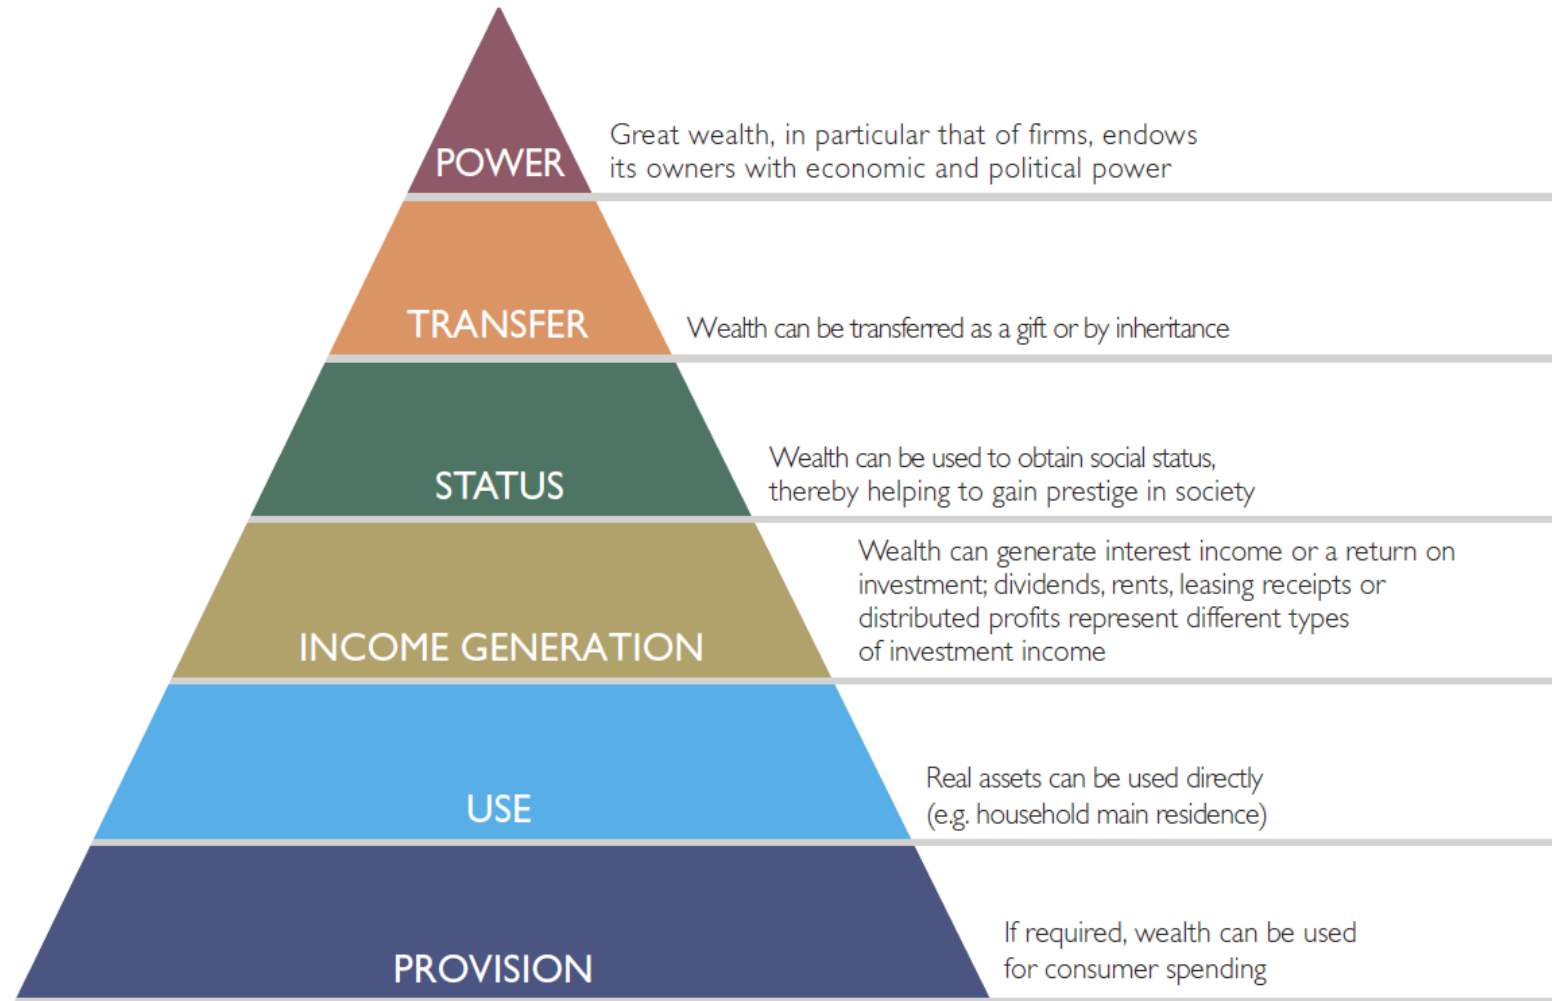 POWER
Great wealth, in particular that of firms, endows
its owners with economic and political power
TRANSFER
Wealth can be transferred as a gift or by inheritance
STATUS
Wealth can be used to obtain social status,
thereby helping to gain prestige in society
INCOME GENERATION
Wealth can generate interest income or a return on
investment; dividends, rents, leasing receipts or
distributed profits represent different types
of investment income
USE
Real assets can be used directly
(e.g. household main residence)
PROVISION
If required, wealth can be used
for consumer spending